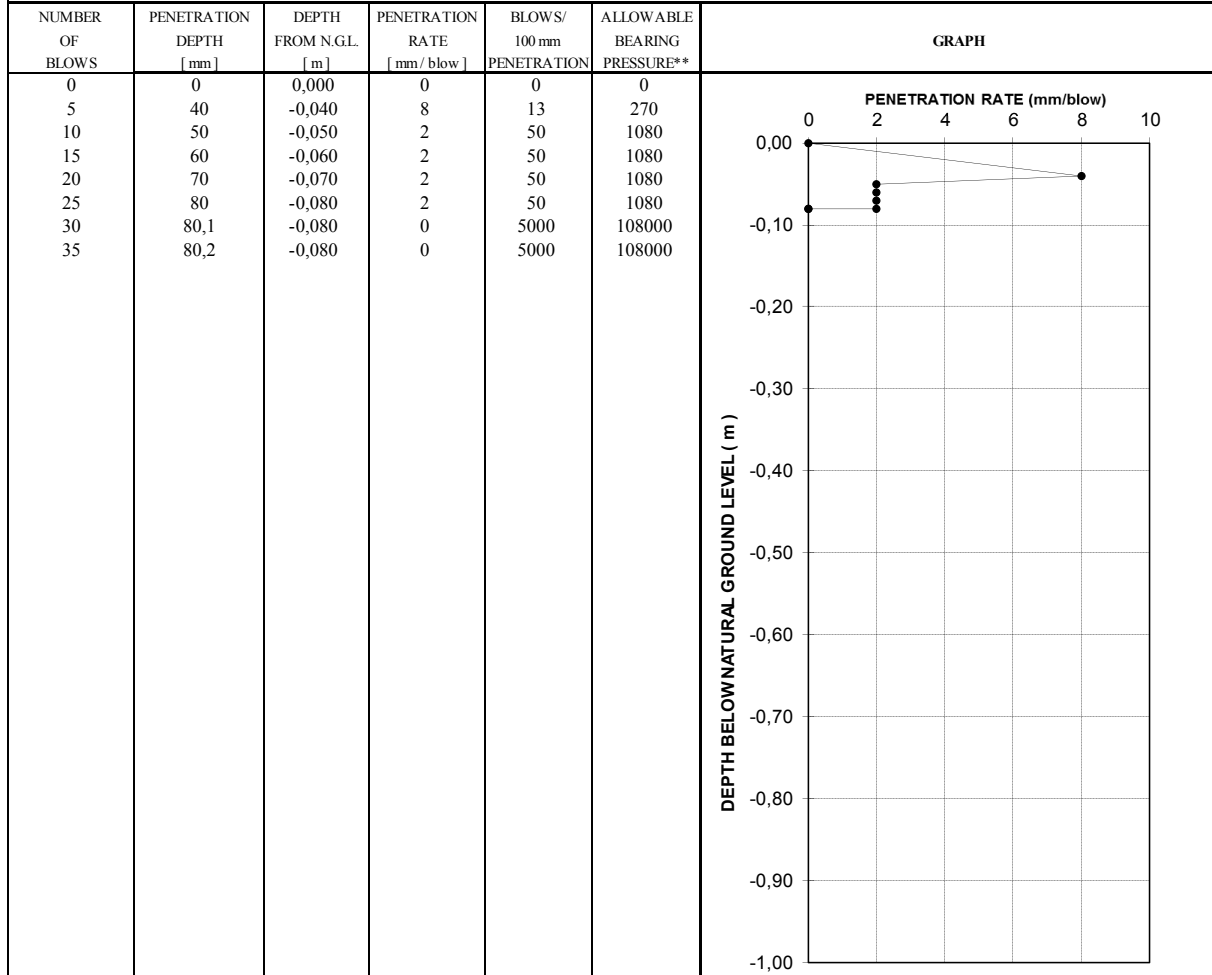 NUMBER PENETRATION DEPTH PENETRATION BLOWS/ ALLOWABLE
OF DEPTH FROM N.G.L. RATE 100 mm BEARING GRAPH
BLOWS [ mm ] [ m ] [ mm / blow ] PENETRATION PRESSURE**
0 0 0,000 0 0 0
5 40 -0,040 8 13 270
10 50 -0,050 2 50 1080
15 60 -0,060 2 50 1080
20 70 -0,070 2 50 1080
25 80 -0,080 2 50 1080
30 80,1 -0,080 0 5000 108000
35 80,2 -0,080 0 5000 108000
PENETRATION RATE (mm/blow)
0 2 4 6 8 10
0,00
-0,10
-0,20
-0,30
-0,40
-0,50
-0,60
-0,70
-0,80
-0,90
-1,00
DEPTH BELOW NATURAL GROUND LEVEL ( m )